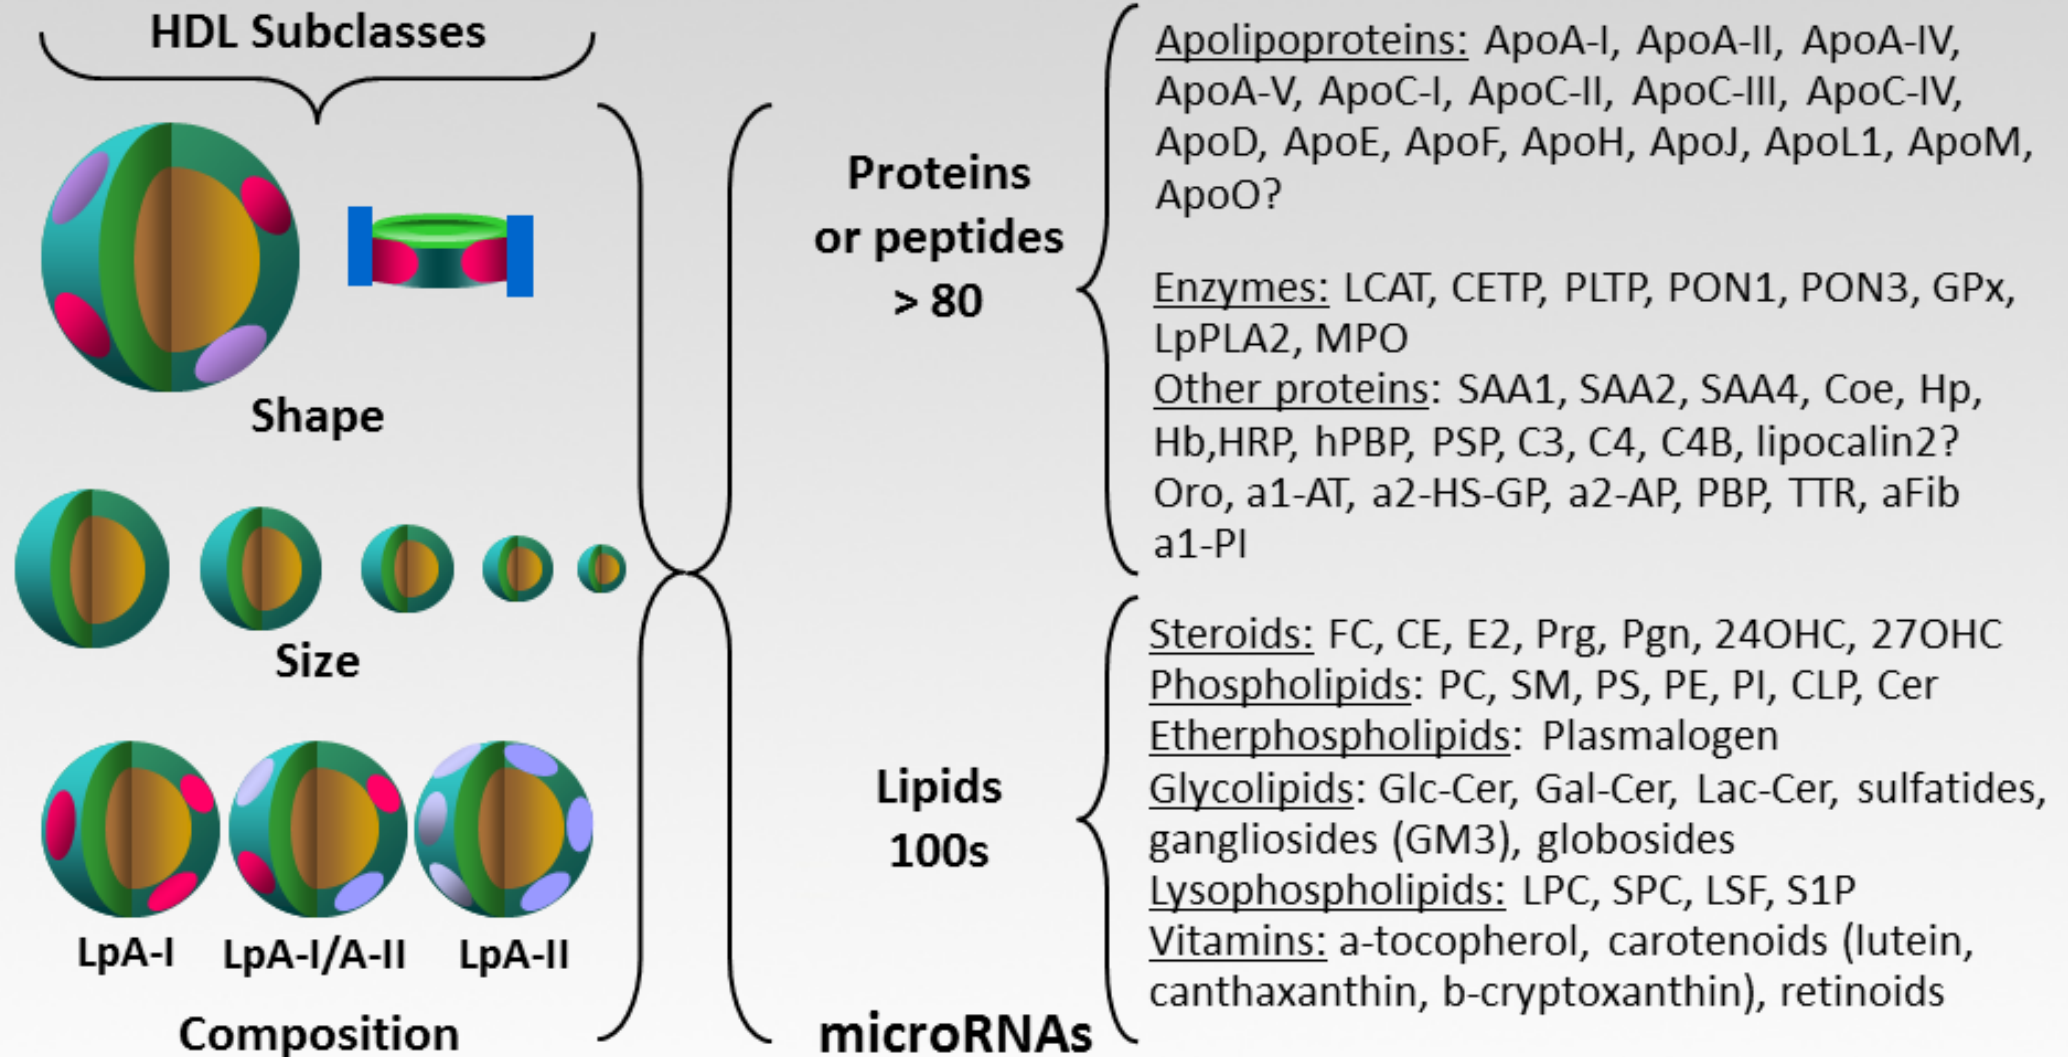 HDL Subclasses
Shape
Size
LpA-I LpA-I/A-II LpA-II
Composition
Proteins
or peptides
> 80
Lipids
100s
microRNAs
Apolipoproteins: ApoA-I, ApoA-II, ApoA-IV,
ApoA-V, ApoC-I, ApoC-II, ApoC-III, ApoC-IV,
ApoD, ApoE, ApoF, ApoH, ApoJ, ApoL1, ApoM,
ApoO?
Enzymes: LCAT, CETP, PLTP, PON1, PON3, GPx,
LpPLA2, MPO
Other proteins: SAA1, SAA2, SAA4, Coe, Hp,
Hb,HRP, hPBP, PSP, C3, C4, C4B, lipocalin2?
Oro, a1-AT, a2-HS-GP, a2-AP, PBP, TTR, aFib
a1-PI
Steroids: FC, CE, E2, Prg, Pgn, 24OHC, 27OHC
Phospholipids: PC, SM, PS, PE, PI, CLP, Cer
Etherphospholipids: Plasmalogen
Glycolipids: Glc-Cer, Gal-Cer, Lac-Cer, sulfatides,
gangliosides (GM3), globosides
Lysophospholipids: LPC, SPC, LSF, S1P
Vitamins: a-tocopherol, carotenoids (lutein,
canthaxanthin, b-cryptoxanthin), retinoids